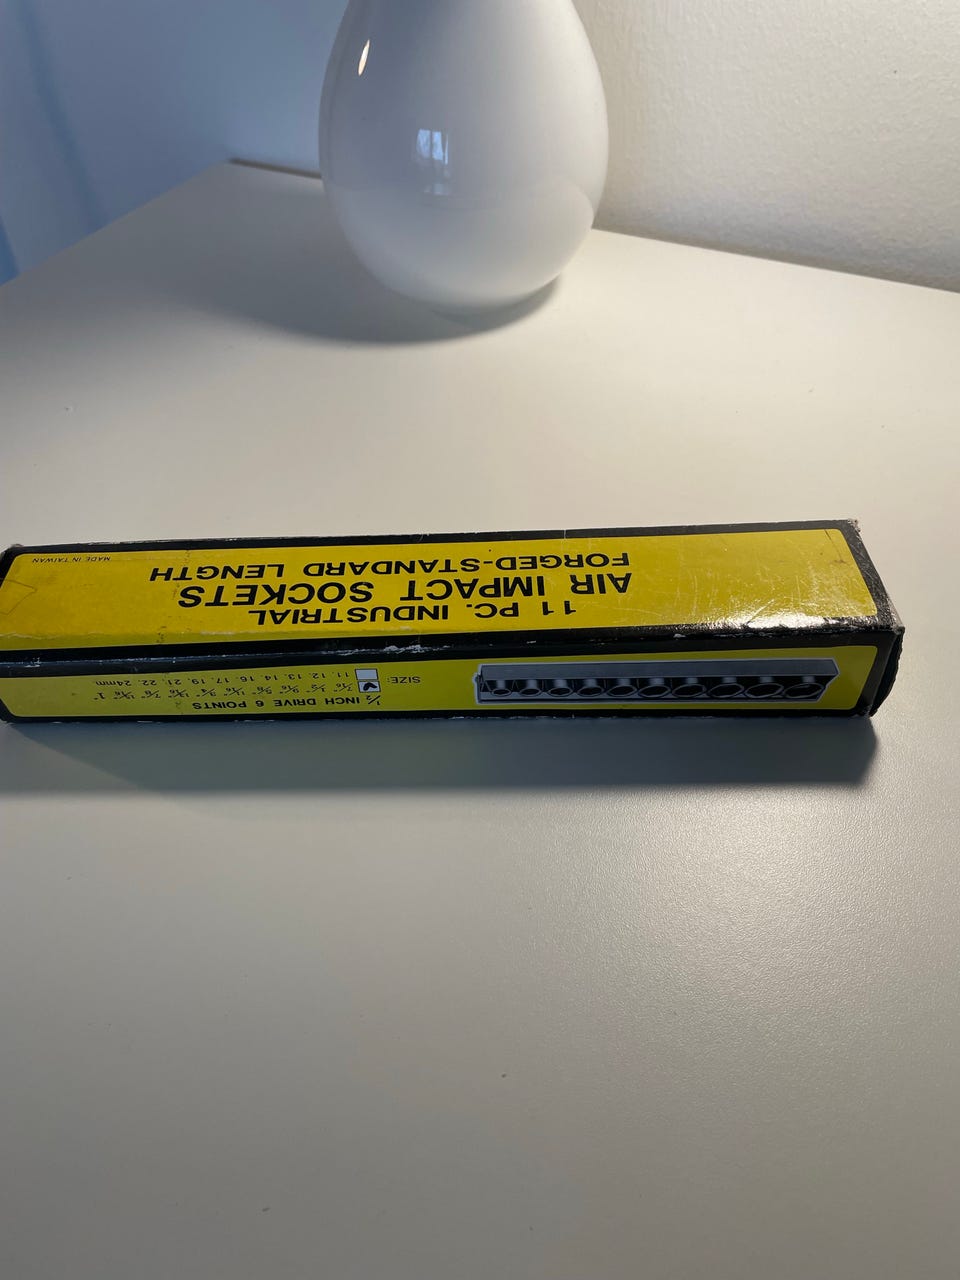 ½ INCH DRIVE 6 POINTS
SIZE:
11. 12. 13. 14. 16. 17. 19. 21. 22. 24mm.
11 PC. INDUSTRIAL
AIR IMPACT SOCKETS
FORGED-STANDARD LENGTH
MADE IN TAIWAN